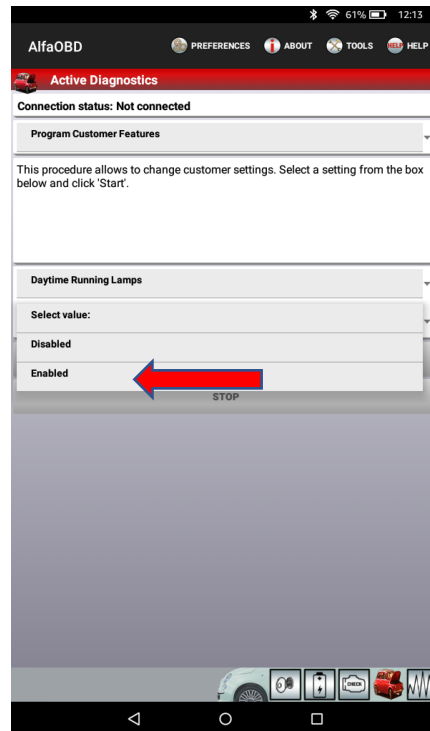 61% 12:13
AlfaOBD PREFERENCES ABOUT TOOLS HELP HELP
Active Diagnostics
Connection status: Not connected
Program Customer Features
This procedure allows to change customer settings. Select a setting from the box
below and click 'Start'.
Daytime Running Lamps
Select value:
Disabled
Enabled
STOP
CHECK